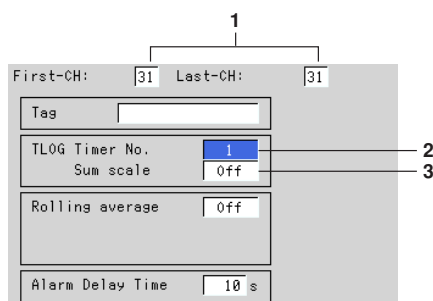 1
First-CH: 31 Last-CH: 31
Tag
TLOG Timer No. 1 2
Sum scale Off 3
Rolling average Off
Alarm Delay Time 10 s